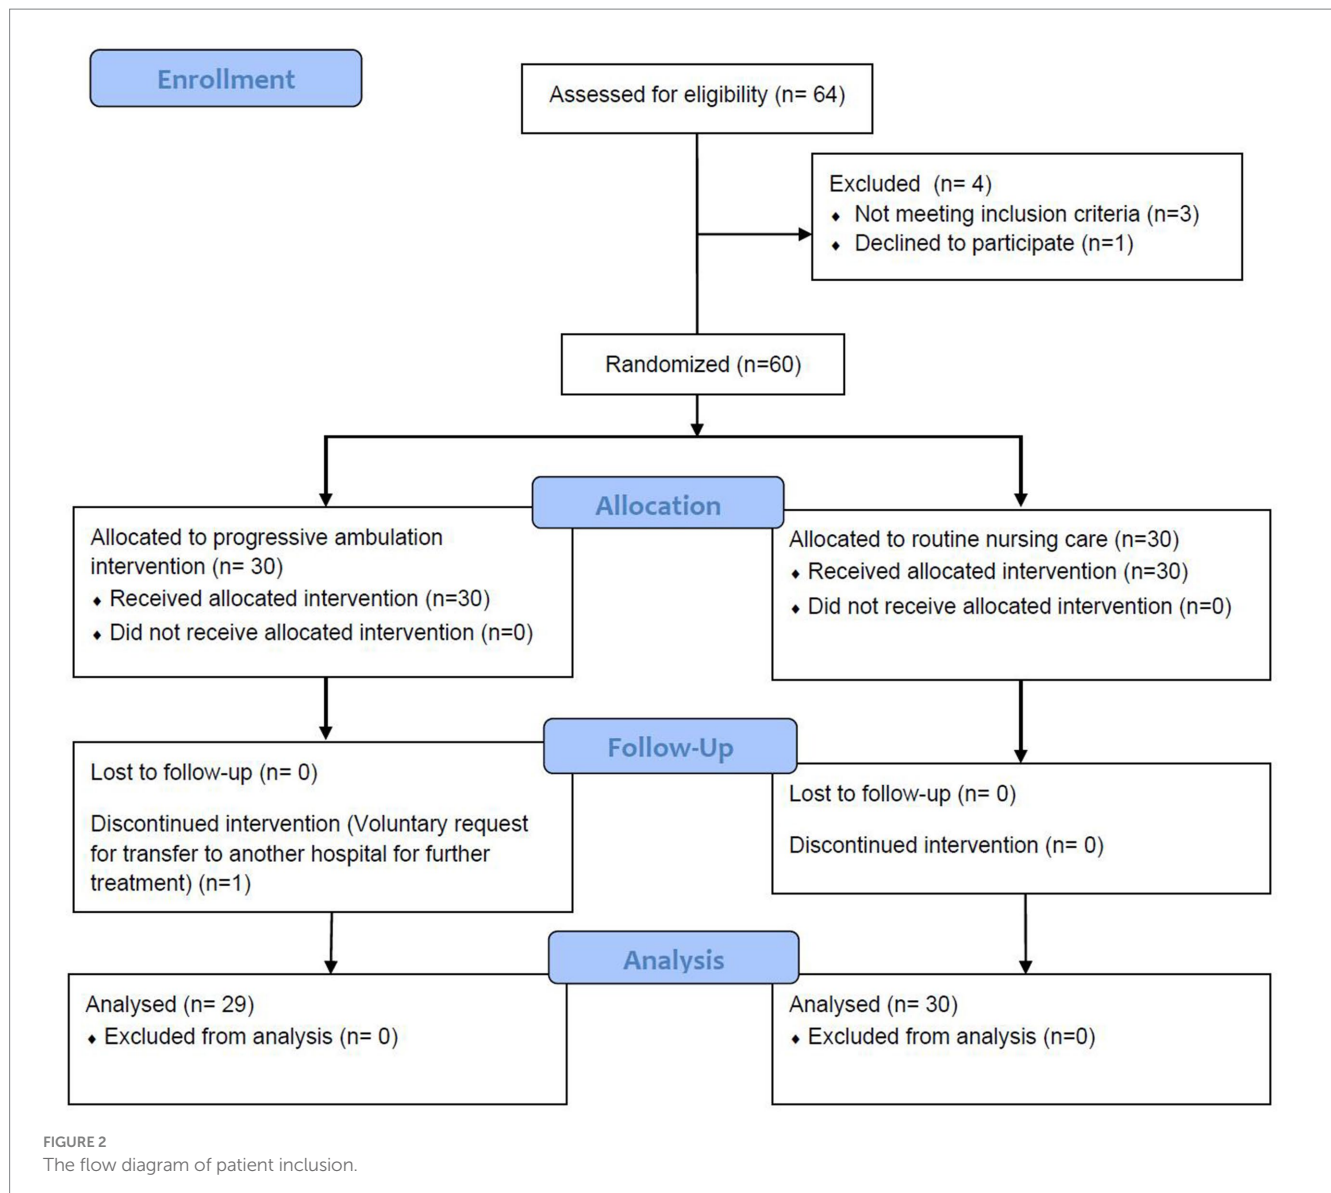 Enrollment
Assessed for eligibility (n= 64)
Excluded (n= 4)
⬧ Not meeting inclusion criteria (n=3)
⬧ Declined to participate (n=1)
Randomized (n=60)
Allocation
Allocated to progressive ambulation
intervention (n= 30)
⬧ Received allocated intervention (n=30)
⬧ Did not receive allocated intervention (n=0)
Allocated to routine nursing care (n=30)
⬧ Received allocated intervention (n=30)
⬧ Did not receive allocated intervention (n=0)
Follow-Up
Lost to follow-up (n= 0)
Discontinued intervention (Voluntary request
for transfer to another hospital for further
treatment) (n=1)
Lost to follow-up (n= 0)
Discontinued intervention (n= 0)
Analysis
Analysed (n= 29)
⬧ Excluded from analysis (n= 0)
Analysed (n= 30)
⬧ Excluded from analysis (n=0)
FIGURE 2
The flow diagram of patient inclusion.